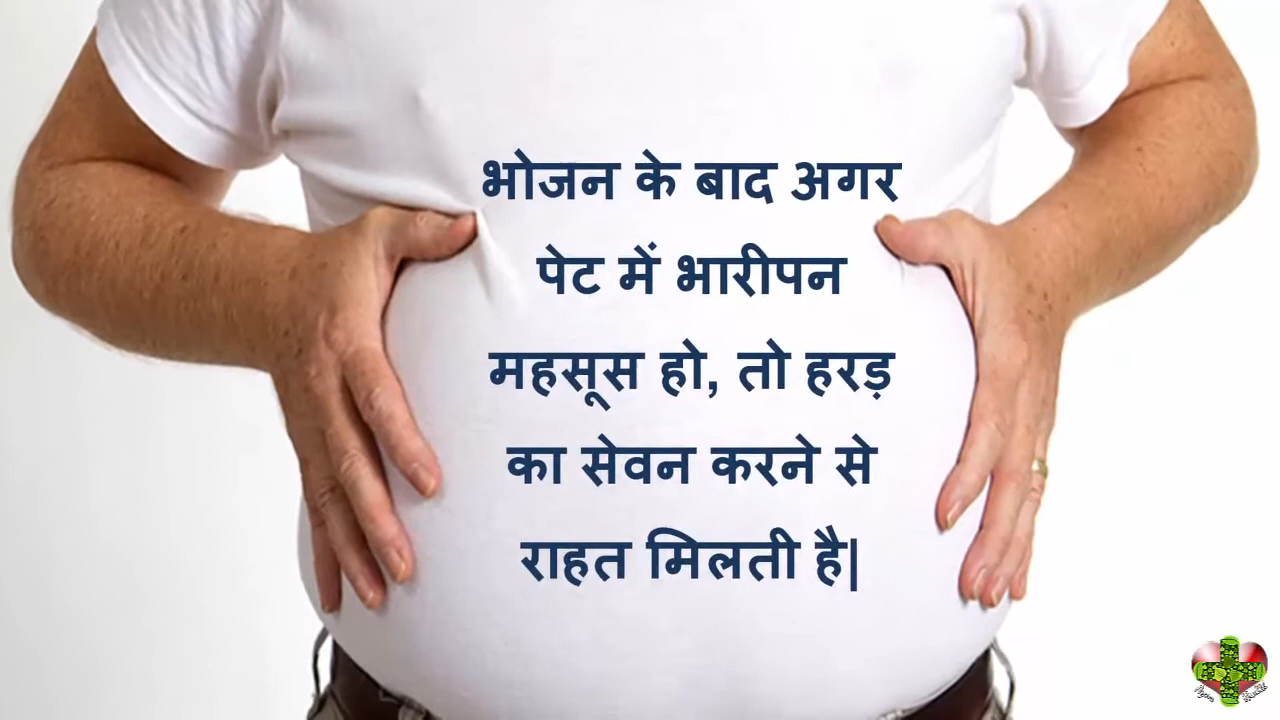 भोजन के बाद अगर
पेट में भारीपन
महसूस हो, तो हरड़
का सेवन करने से
राहत मिलती है|